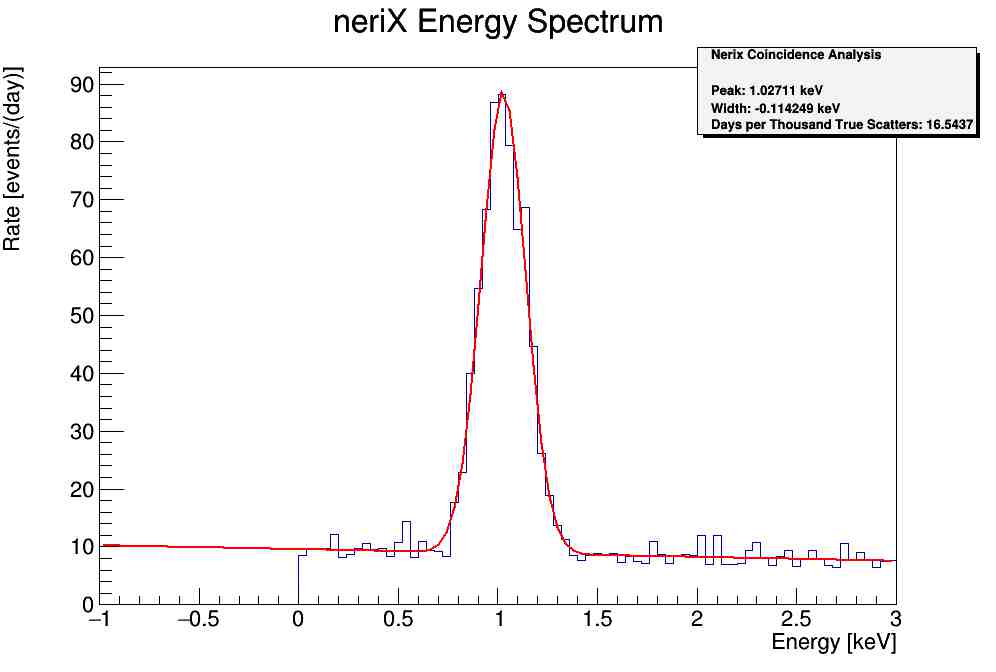 neriX Energy Spectrum
Nerix Coincidence Analysis
Peak: 1.02711 keV
Width: -0.114249 keV
Days per Thousand True Scatters: 16.5437
Rate [events/(day)]
90
80
70
60
50
40
30
20
10
0
−1 −0.5 0 0.5 1 1.5 2 2.5 3
Energy [keV]